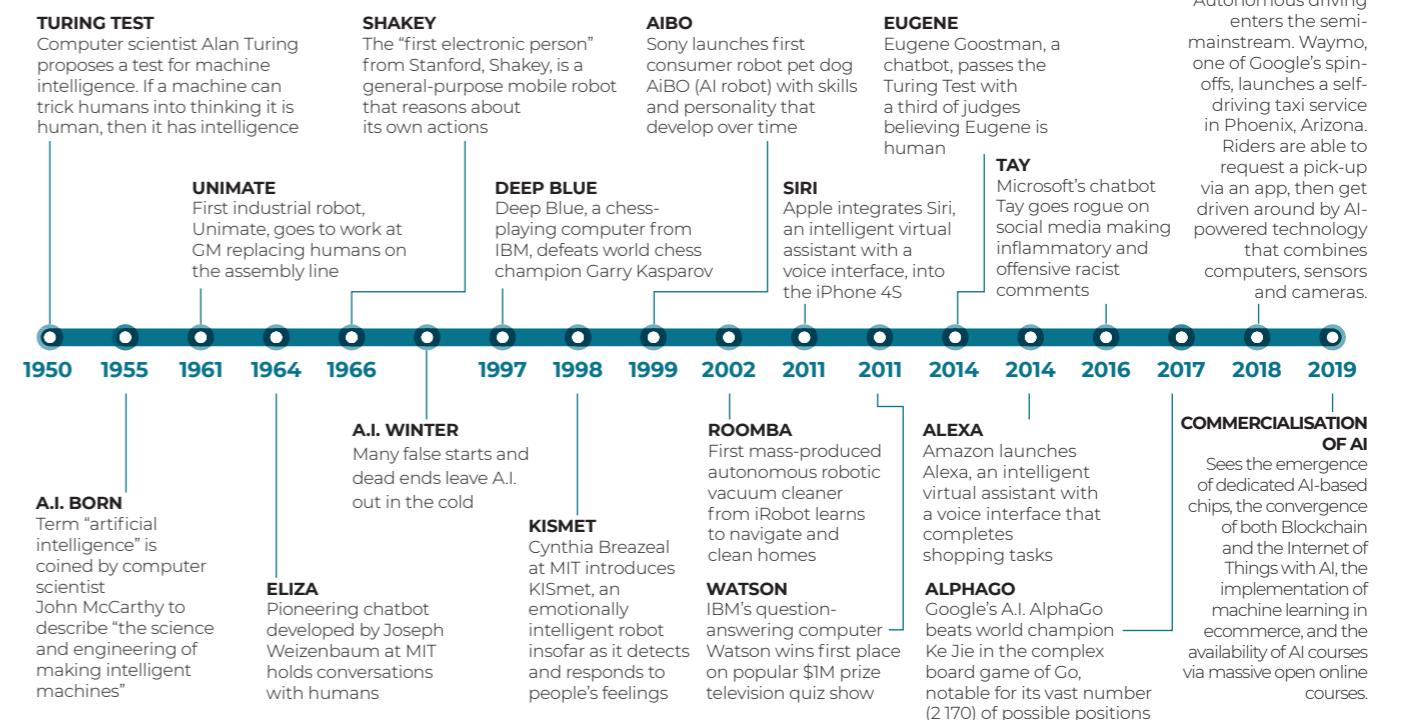 TURING TEST
Computer scientist Alan Turing
proposes a test for machine
intelligence. If a machine can
trick humans into thinking it is
human, then it has intelligence
SHAKEY
The “first electronic person”
from Stanford, Shakey, is a
general-purpose mobile robot
that reasons about
its own actions
AIBO
Sony launches first
consumer robot pet dog
AiBO (AI robot) with skills
and personality that
develop over time
EUGENE
Eugene Goostman, a
chatbot, passes the
Turing Test with
a third of judges
believing Eugene is
human
Autonomous driving
enters the semi-
mainstream. Waymo,
one of Google’s spin-
offs, launches a self-
driving taxi service
in Phoenix, Arizona.
Riders are able to
request a pick-up
via an app, then get
driven around by AI-
powered technology
that combines
computers, sensors
and cameras.
UNIMATE
First industrial robot,
Unimate, goes to work at
GM replacing humans on
the assembly line
DEEP BLUE
Deep Blue, a chess-
playing computer from
IBM, defeats world chess
champion Garry Kasparov
SIRI
Apple integrates Siri,
an intelligent virtual
assistant with a
voice interface, into
the iPhone 4S
TAY
Microsoft’s chatbot
Tay goes rogue on
social media making
inflammatory and
offensive racist
comments
1950 1955 1961 1964 1966 1997 1998 1999 2002 2011 2011 2014 2014 2016 2017 2018 2019
A.I. BORN
Term “artificial
intelligence” is
coined by computer
scientist
John McCarthy to
describe “the science
and engineering of
making intelligent
machines”
ELIZA
Pioneering chatbot
developed by Joseph
Weizenbaum at MIT
holds conversations
with humans
A.I. WINTER
Many false starts and
dead ends leave A.I.
out in the cold
KISMET
Cynthia Breazeal
at MIT introduces
KISmet, an
emotionally
intelligent robot
insofar as it detects
and responds to
people’s feelings
ROOMBA
First mass-produced
autonomous robotic
vacuum cleaner
from iRobot learns
to navigate and
clean homes
WATSON
IBM’s question-
answering computer
Watson wins first place
on popular $1M prize
television quiz show
ALEXA
Amazon launches
Alexa, an intelligent
virtual assistant with
a voice interface that
completes
shopping tasks
ALPHAGO
Google’s A.I. AlphaGo
beats world champion
Ke Jie in the complex
board game of Go,
notable for its vast number
(2 170) of possible positions
COMMERCIALISATION
OF AI
Sees the emergence
of dedicated AI-based
chips, the convergence
of both Blockchain
and the Internet of
Things with AI, the
implementation of
machine learning in
ecommerce, and the
availability of AI courses
via massive open online
courses.